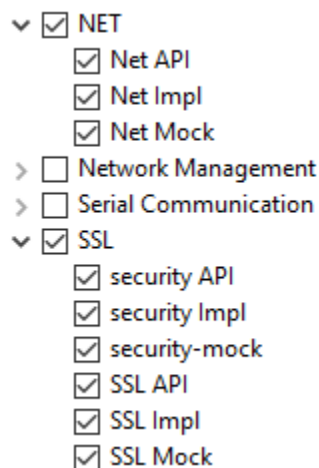 NET
Net API
Net Impl
Net Mock
Network Management
Serial Communication
SSL
security API
security Impl
security-mock
SSL API
SSL Impl
SSL Mock